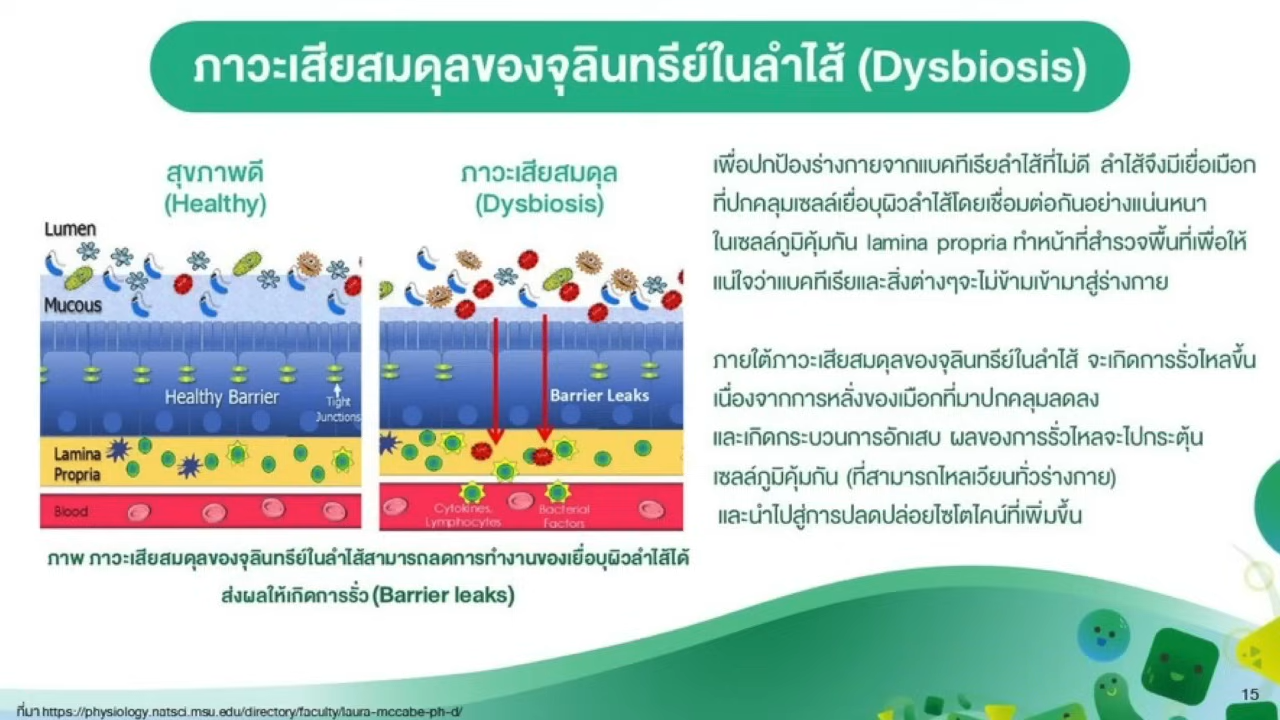 ภาวะเสียสมดุลของจุลินทรีย์ในลำไส้ (Dysbiosis)
สุขภาพดี
(Healthy)
Lumen
Mucous
Healthy Barrier
Tight
Junctions
Lamina
Propria
Blood
ภาวะเสียสมดุล
(Dysbiosis)
Barrier Leaks
Cytokines,
Lymphocytes
Bacterial
Factors
ภาพ ภาวะเสียสมดุลของจุลินทรีย์ในลำไส้สามารถลดการทำงานของเยื่อบุผิวลำไส้ได้
ส่งผลให้เกิดการรั่ว (Barrier leaks)
เพื่อปกป้องร่างกายจากแบคทีเรียลำไส้ที่ไม่ดี ลำไส้จึงมีเยื่อเมือก
ที่ปกคลุมเซลล์เยื่อบุผิวลำไส้โดยเชื่อมต่อกันอย่างแน่นหนา
ในเซลล์ภูมิคุ้มกัน lamina propria ทำหน้าที่สำรวจพื้นที่เพื่อให้
แน่ใจว่าแบคทีเรียและสิ่งต่างๆจะไม่ข้ามเข้ามาสู่ร่างกาย
ภายใต้ภาวะเสียสมดุลของจุลินทรีย์ในลำไส้ จะเกิดการรั่วไหลขึ้น
เนื่องจากการหลั่งของเมือกที่มาปกคลุมลดลง
และเกิดกระบวนการอักเสบ ผลของการรั่วไหลจะไปกระตุ้น
เซลล์ภูมิคุ้มกัน (ที่สามารถไหลเวียนทั่วร่างกาย)
และนำไปสู่การปลดปล่อยไซโตไคน์ที่เพิ่มขึ้น
15
ที่มา https://physiology.natsci.msu.edu/directory/faculty/laura-mccabe-ph-d/